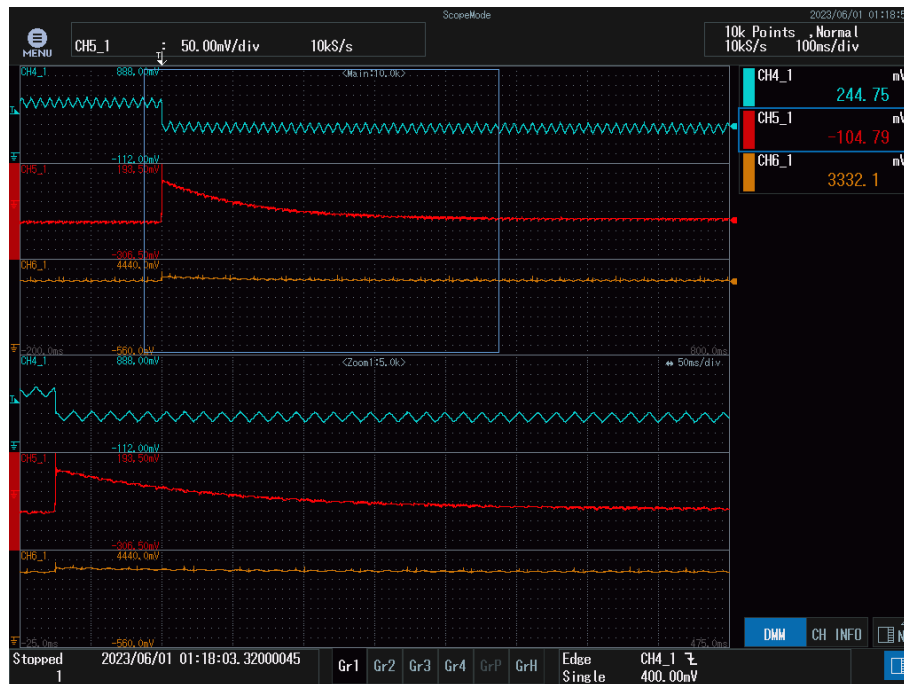 ScopeMode
2023/06/01 01:18:5
MENU
CH5_1 : 50.00mV/div 10kS/s
10k Points ,Normal
10kS/s 100ms/div
CH4_1 888.00mV <Main:10.0k>
-112.00mV
CH5_1 193.50mV
-306.50mV
CH6_1 4440.0mV
-200.0ms -560.0mV 800.0ms
CH4_1 888.00mV <Zoom1:5.0k> ⇔ 50ms/div
-112.00mV
CH5_1 193.50mV
-306.50mV
CH6_1 4440.0mV
-25.0ms -560.0mV 475.0ms
CH4_1 mV
244.75
CH5_1 mV
-104.79
CH6_1 mV
3332.1
DMM CH INFO N
Stopped 2023/06/01 01:18:03.32000045
1
Gr1 Gr2 Gr3 Gr4 GrP GrH
Edge CH4_1
Single 400.00mV